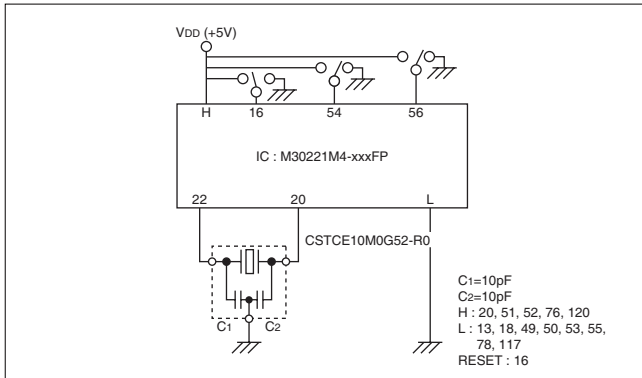 VDD (+5V)
H 16 54 56
IC : M30221M4-xxxFP
22 20 L
CSTCE10M0G52-R0
C1 C2
C1=10pF
C2=10pF
H : 20, 51, 52, 76, 120
L : 13, 18, 49, 50, 53, 55,
78, 117
RESET : 16